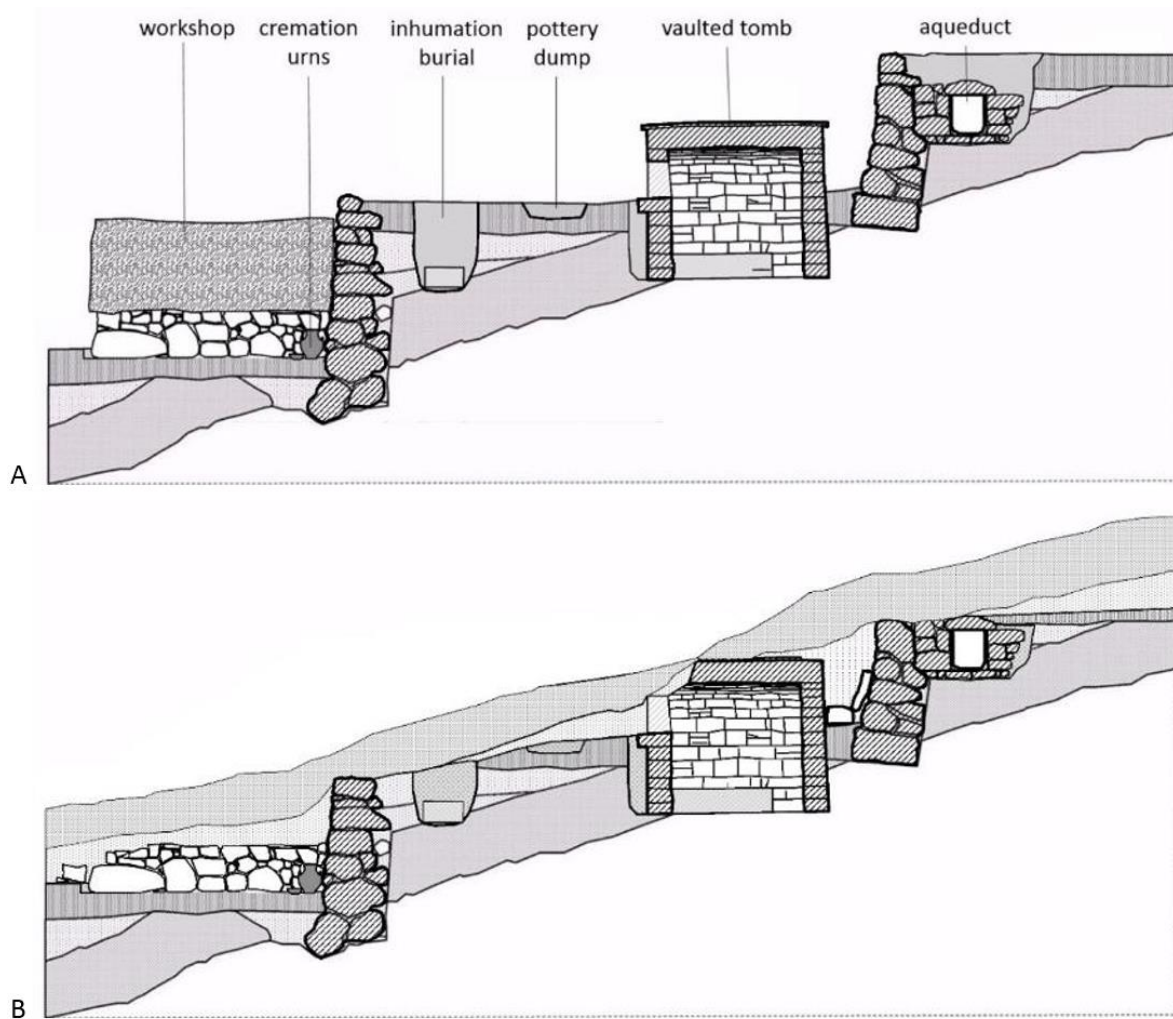 workshop
cremation
urns
inhumation
burial
pottery
dump
vaulted tomb
aqueduct
A
B